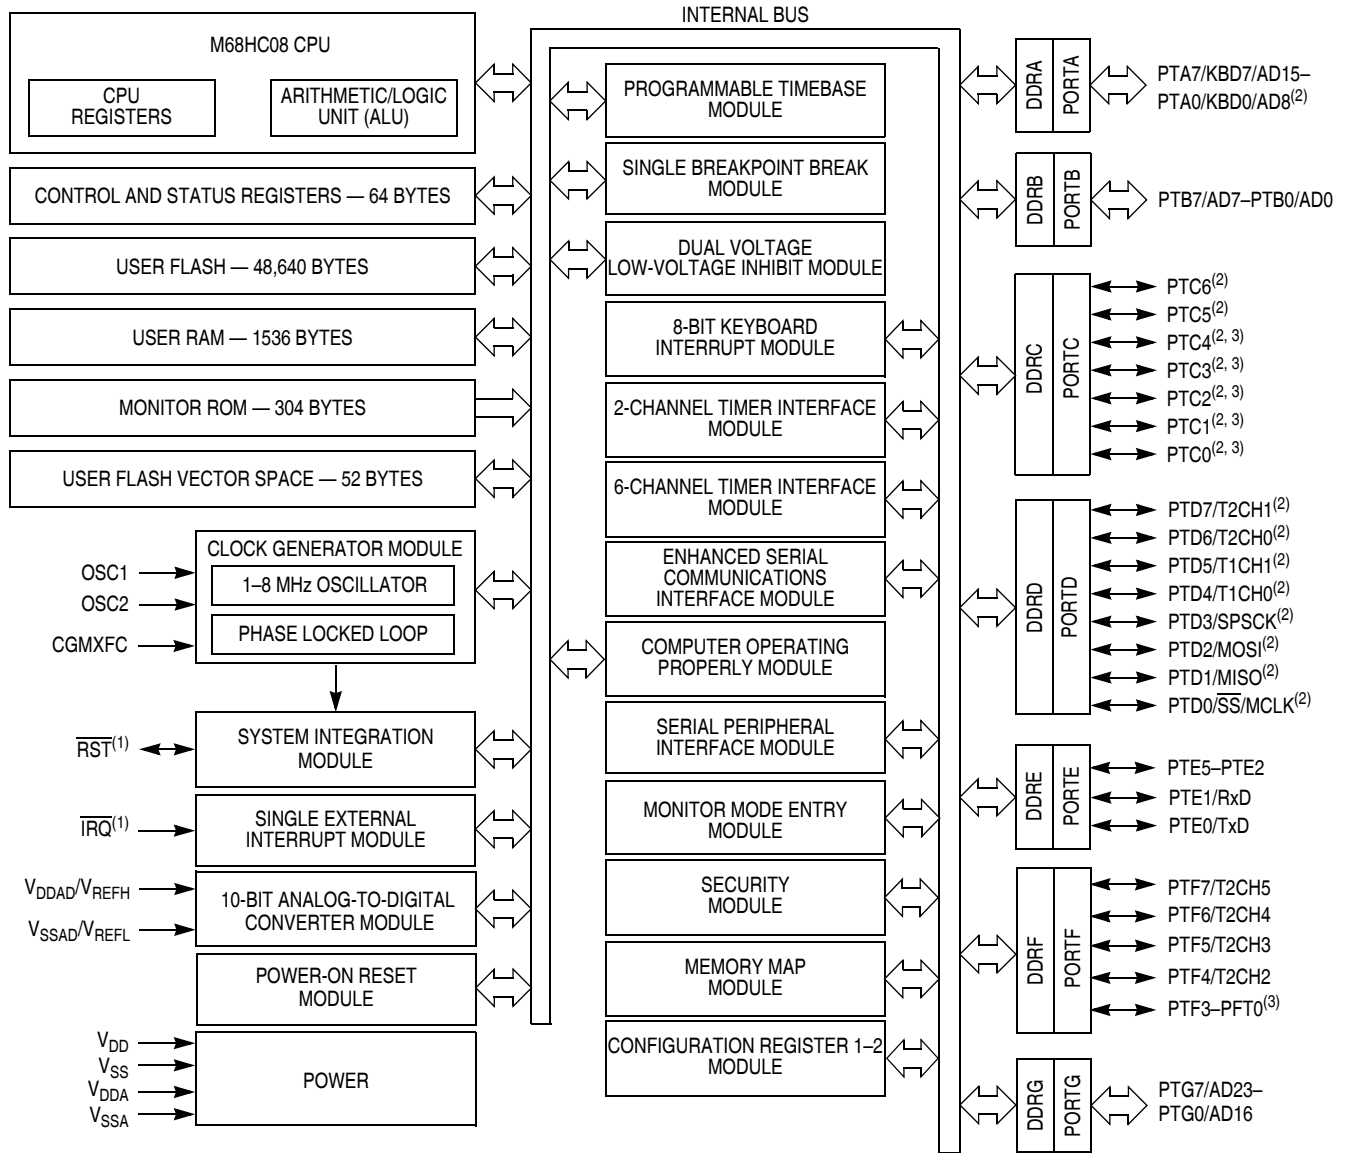 INTERNAL BUS
M68HC08 CPU
CPU
REGISTERS
ARITHMETIC/LOGIC
UNIT (ALU)
CONTROL AND STATUS REGISTERS — 64 BYTES
USER FLASH — 48,640 BYTES
USER RAM — 1536 BYTES
MONITOR ROM — 304 BYTES
USER FLASH VECTOR SPACE — 52 BYTES
CLOCK GENERATOR MODULE
1–8 MHz OSCILLATOR
PHASE LOCKED LOOP
OSC1
OSC2
CGMXFC
SYSTEM INTEGRATION
MODULE
RST(1)
SINGLE EXTERNAL
INTERRUPT MODULE
IRQ(1)
10-BIT ANALOG-TO-DIGITAL
CONVERTER MODULE
VDDAD/VREFH
VSSAD/VREFL
POWER-ON RESET
MODULE
POWER
VDD
VSS
VDDA
VSSA
PROGRAMMABLE TIMEBASE
MODULE
SINGLE BREAKPOINT BREAK
MODULE
DUAL VOLTAGE
LOW-VOLTAGE INHIBIT MODULE
8-BIT KEYBOARD
INTERRUPT MODULE
2-CHANNEL TIMER INTERFACE
MODULE
6-CHANNEL TIMER INTERFACE
MODULE
ENHANCED SERIAL
COMMUNICATIONS
INTERFACE MODULE
COMPUTER OPERATING
PROPERLY MODULE
SERIAL PERIPHERAL
INTERFACE MODULE
MONITOR MODE ENTRY
MODULE
SECURITY
MODULE
MEMORY MAP
MODULE
CONFIGURATION REGISTER 1–2
MODULE
DDRA
PORTA
PTA7/KBD7/AD15–
PTA0/KBD0/AD8(2)
DDRB
PORTB
PTB7/AD7–PTB0/AD0
DDRC
PORTC
PTC6(2)
PTC5(2)
PTC4(2, 3)
PTC3(2, 3)
PTC2(2, 3)
PTC1(2, 3)
PTC0(2, 3)
DDRD
PORTD
PTD7/T2CH1(2)
PTD6/T2CH0(2)
PTD5/T1CH1(2)
PTD4/T1CH0(2)
PTD3/SPSCK(2)
PTD2/MOSI(2)
PTD1/MISO(2)
PTD0/SS/MCLK(2)
DDRE
PORTE
PTE5–PTE2
PTE1/RxD
PTE0/TxD
DDRF
PORTF
PTF7/T2CH5
PTF6/T2CH4
PTF5/T2CH3
PTF4/T2CH2
PTF3–PFT0(3)
DDRG
PORTG
PTG7/AD23–
PTG0/AD16